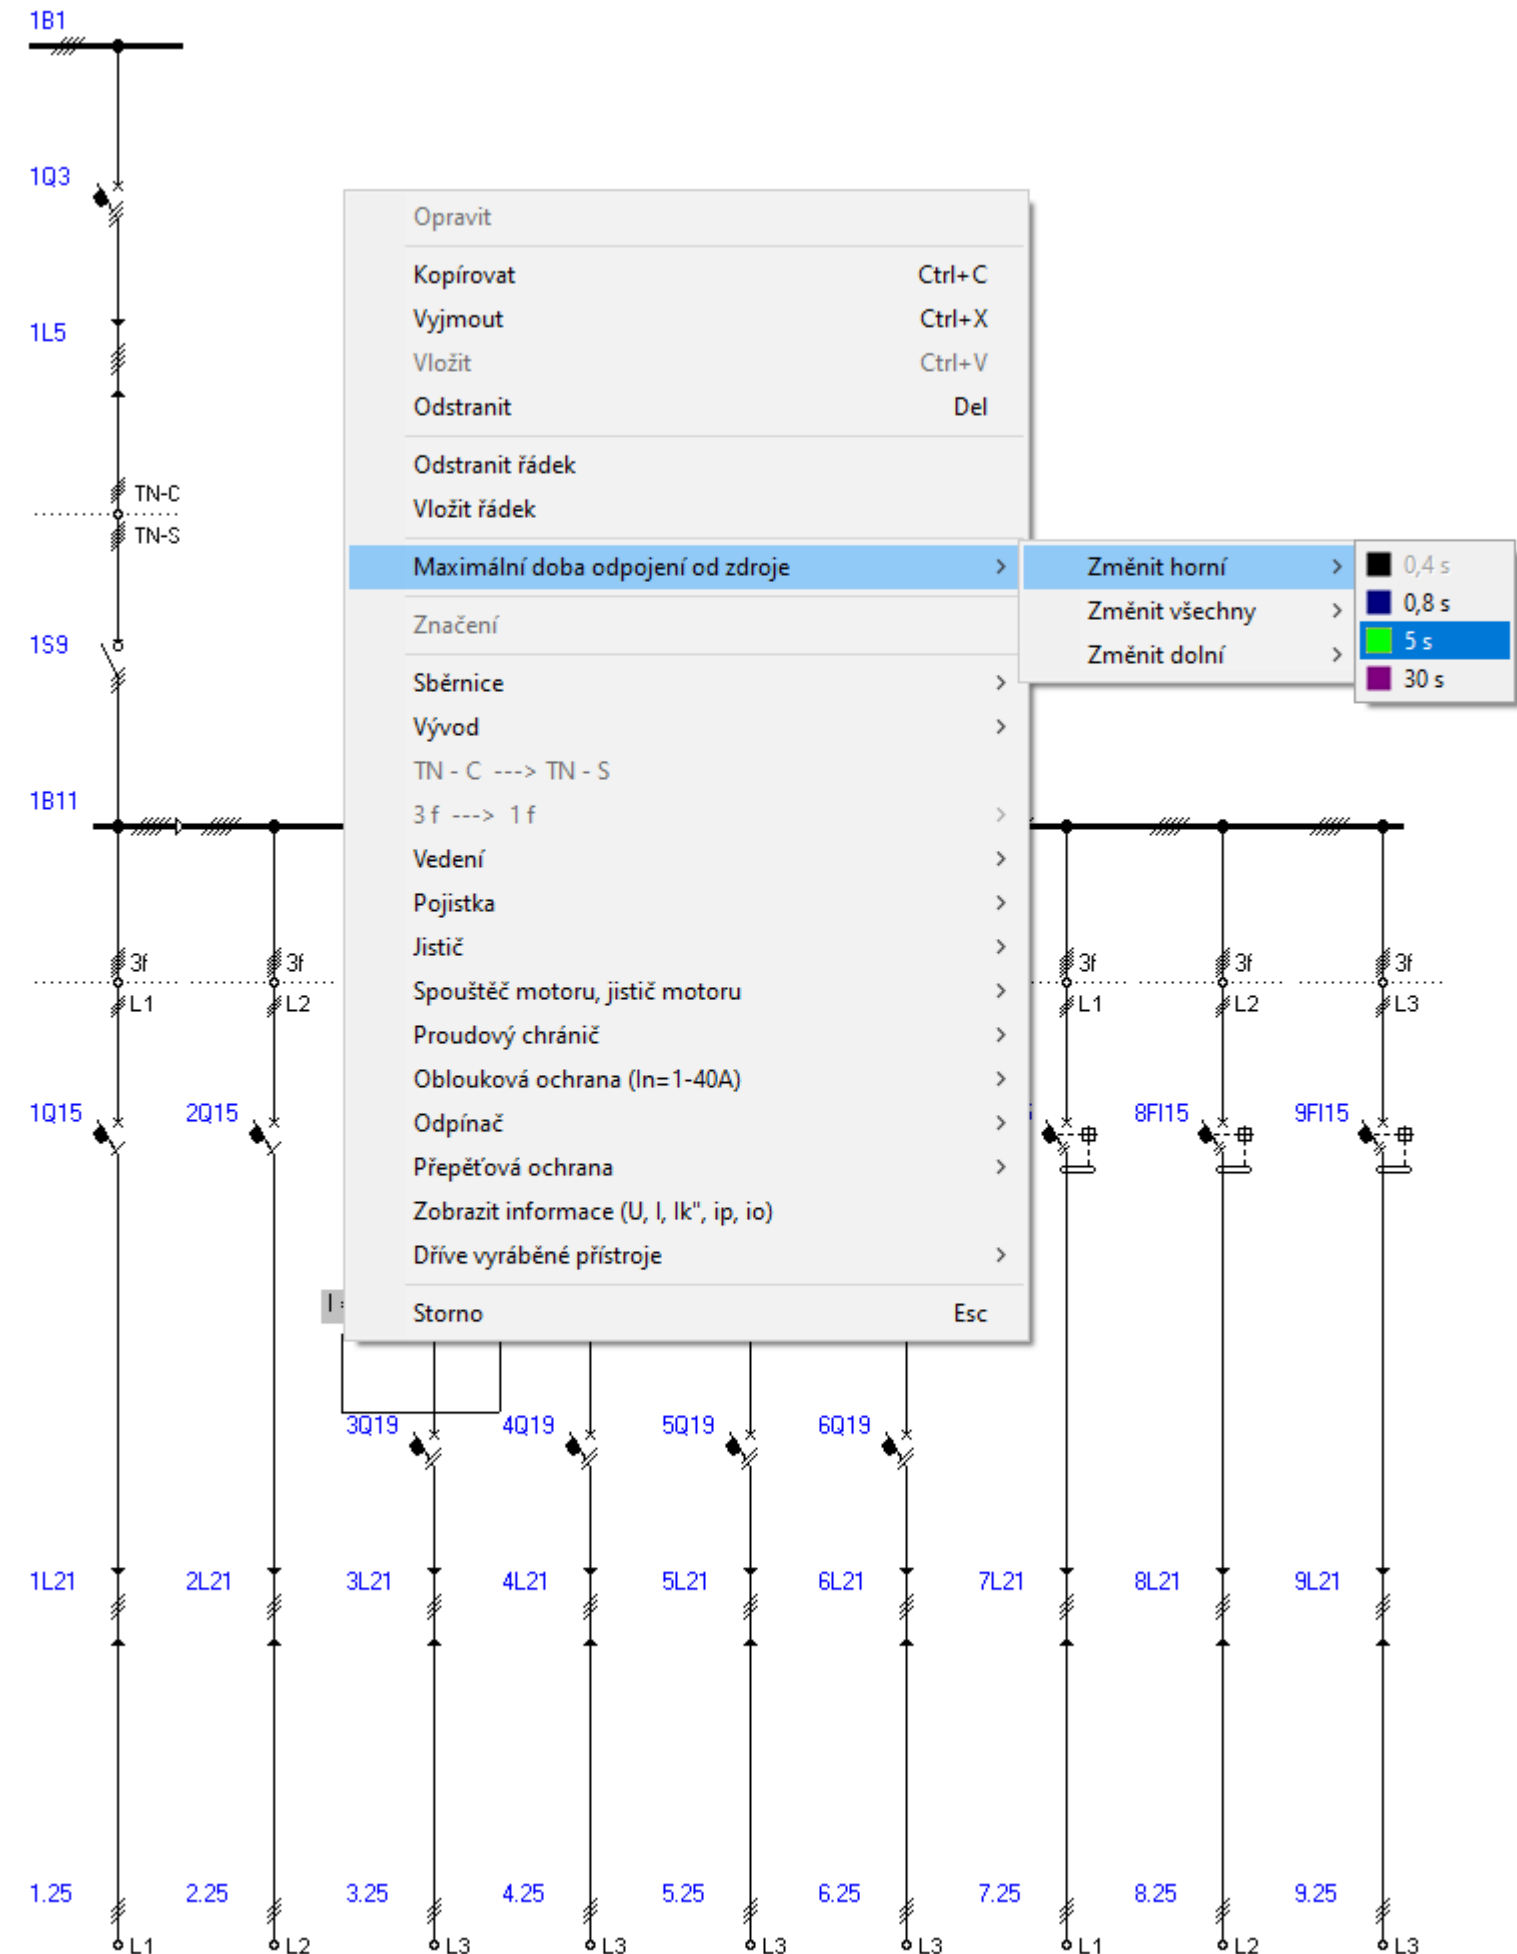 1B1
1Q3
1L5
TN-C
TN-S
1S9
1B11
Opravit
Kopírovat Ctrl+C
Vyjmout Ctrl+X
Vložit Ctrl+V
Odstranit Del
Odstranit řádek
Vložit řádek
Maximální doba odpojení od zdroje
Značení
Sběrnice
Vývod
TN - C ---> TN - S
3 f ---> 1 f
Vedení
Pojistka
Jistič
Spouštěč motoru, jistič motoru
Proudový chránič
Oblouková ochrana (In=1-40A)
Odpínač
Přepěťová ochrana
Zobrazit informace (U, I, Ik", ip, io)
Dříve vyráběné přístroje
Storno Esc
Změnit horní
Změnit všechny
Změnit dolní
0,4 s
0,8 s
5 s
30 s
3f 3f 3f 3f 3f
L1 L2 L1 L2 L3
1Q15 2Q15 8FI15 9FI15
3Q19 4Q19 5Q19 6Q19
1L21 2L21 3L21 4L21 5L21 6L21 7L21 8L21 9L21
1.25 2.25 3.25 4.25 5.25 6.25 7.25 8.25 9.25
L1 L2 L3 L3 L3 L3 L1 L2 L3